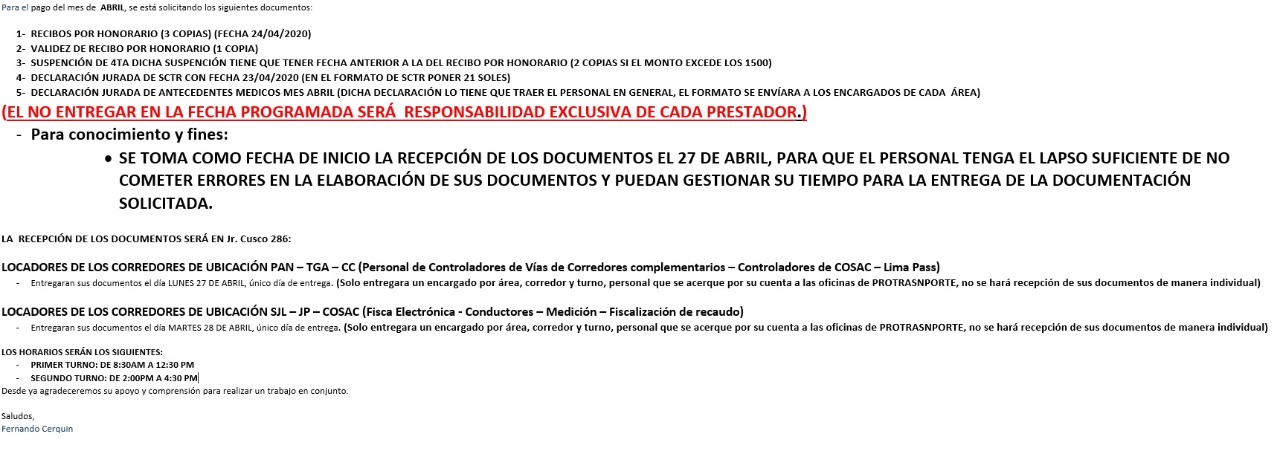 Para el pago del mes de ABRIL, se está solicitando los siguientes documentos:
1- RECIBOS POR HONORARIO (3 COPIAS) (FECHA 24/04/2020)
2- VALIDEZ DE RECIBO POR HONORARIO (1 COPIA)
3- SUSPENCIÓN DE 4TA DICHA SUSPENCIÓN TIENE QUE TENER FECHA ANTERIOR A LA DEL RECIBO POR HONORARIO (2 COPIAS SI EL MONTO EXCEDE LOS 1500)
4- DECLARACIÓN JURADA DE SCTR CON FECHA 23/04/2020 (EN EL FORMATO DE SCTR PONER 21 SOLES)
5- DECLARACIÓN JURADA DE ANTECEDENTES MEDICOS MES ABRIL (DICHA DECLARACIÓN LO TIENE QUE TRAER EL PERSONAL EN GENERAL, EL FORMATO SE ENVÍARA A LOS ENCARGADOS DE CADA ÁREA)
(EL NO ENTREGAR EN LA FECHA PROGRAMADA SERÁ RESPONSABILIDAD EXCLUSIVA DE CADA PRESTADOR.)
- Para conocimiento y fines:
• SE TOMA COMO FECHA DE INICIO LA RECEPCIÓN DE LOS DOCUMENTOS EL 27 DE ABRIL, PARA QUE EL PERSONAL TENGA EL LAPSO SUFICIENTE DE NO
COMETER ERRORES EN LA ELABORACIÓN DE SUS DOCUMENTOS Y PUEDAN GESTIONAR SU TIEMPO PARA LA ENTREGA DE LA DOCUMENTACIÓN
SOLICITADA.
LA RECEPCIÓN DE LOS DOCUMENTOS SERÁ EN Jr. Cusco 286:
LOCADORES DE LOS CORREDORES DE UBICACIÓN PAN – TGA – CC (Personal de Controladores de Vías de Corredores complementarios – Controladores de COSAC – Lima Pass)
- Entregaran sus documentos el día LUNES 27 DE ABRIL, único día de entrega. (Solo entregara un encargado por área, corredor y turno, personal que se acerque por su cuenta a las oficinas de PROTRASNPORTE, no se hará recepción de sus documentos de manera individual)
LOCADORES DE LOS CORREDORES DE UBICACIÓN SJL – JP – COSAC (Fisca Electrónica - Conductores – Medición – Fiscalización de recaudo)
- Entregaran sus documentos el día MARTES 28 DE ABRIL, único día de entrega. (Solo entregara un encargado por área, corredor y turno, personal que se acerque por su cuenta a las oficinas de PROTRASNPORTE, no se hará recepción de sus documentos de manera individual)
LOS HORARIOS SERÁN LOS SIGUIENTES:
- PRIMER TURNO: DE 8:30AM A 12:30 PM
- SEGUNDO TURNO: DE 2:00PM A 4:30 PM
Desde ya agradeceremos su apoyo y comprensión para realizar un trabajo en conjunto.
Saludos,
Fernando Cerquin